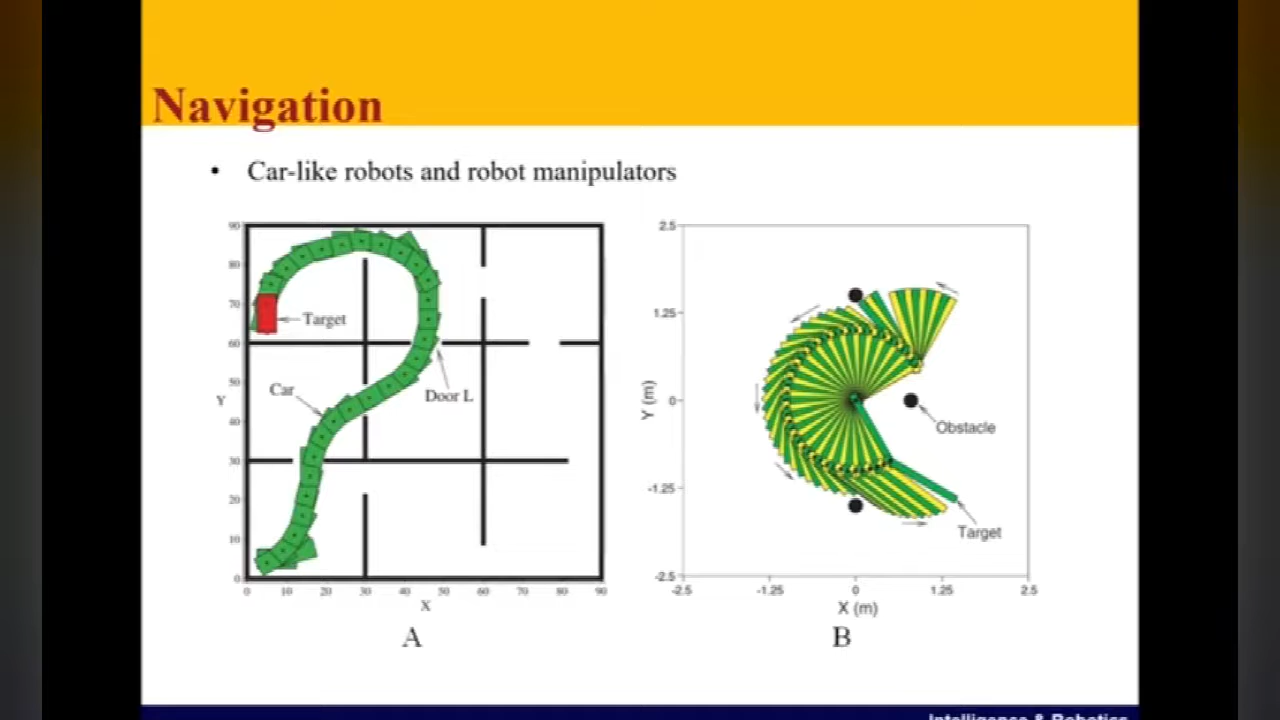 Navigation
• Car-like robots and robot manipulators
90
80
70
60
50
40
30
20
10
0
Y
0 10 20 30 40 50 60 70 80 90
X
Target
Car
Door L
A
2.5
1.25
0
-1.25
-2.5
Y (m)
-2.5 -1.25 0 1.25 2.5
X (m)
Obstacle
Target
B
Intelligence & Robotics